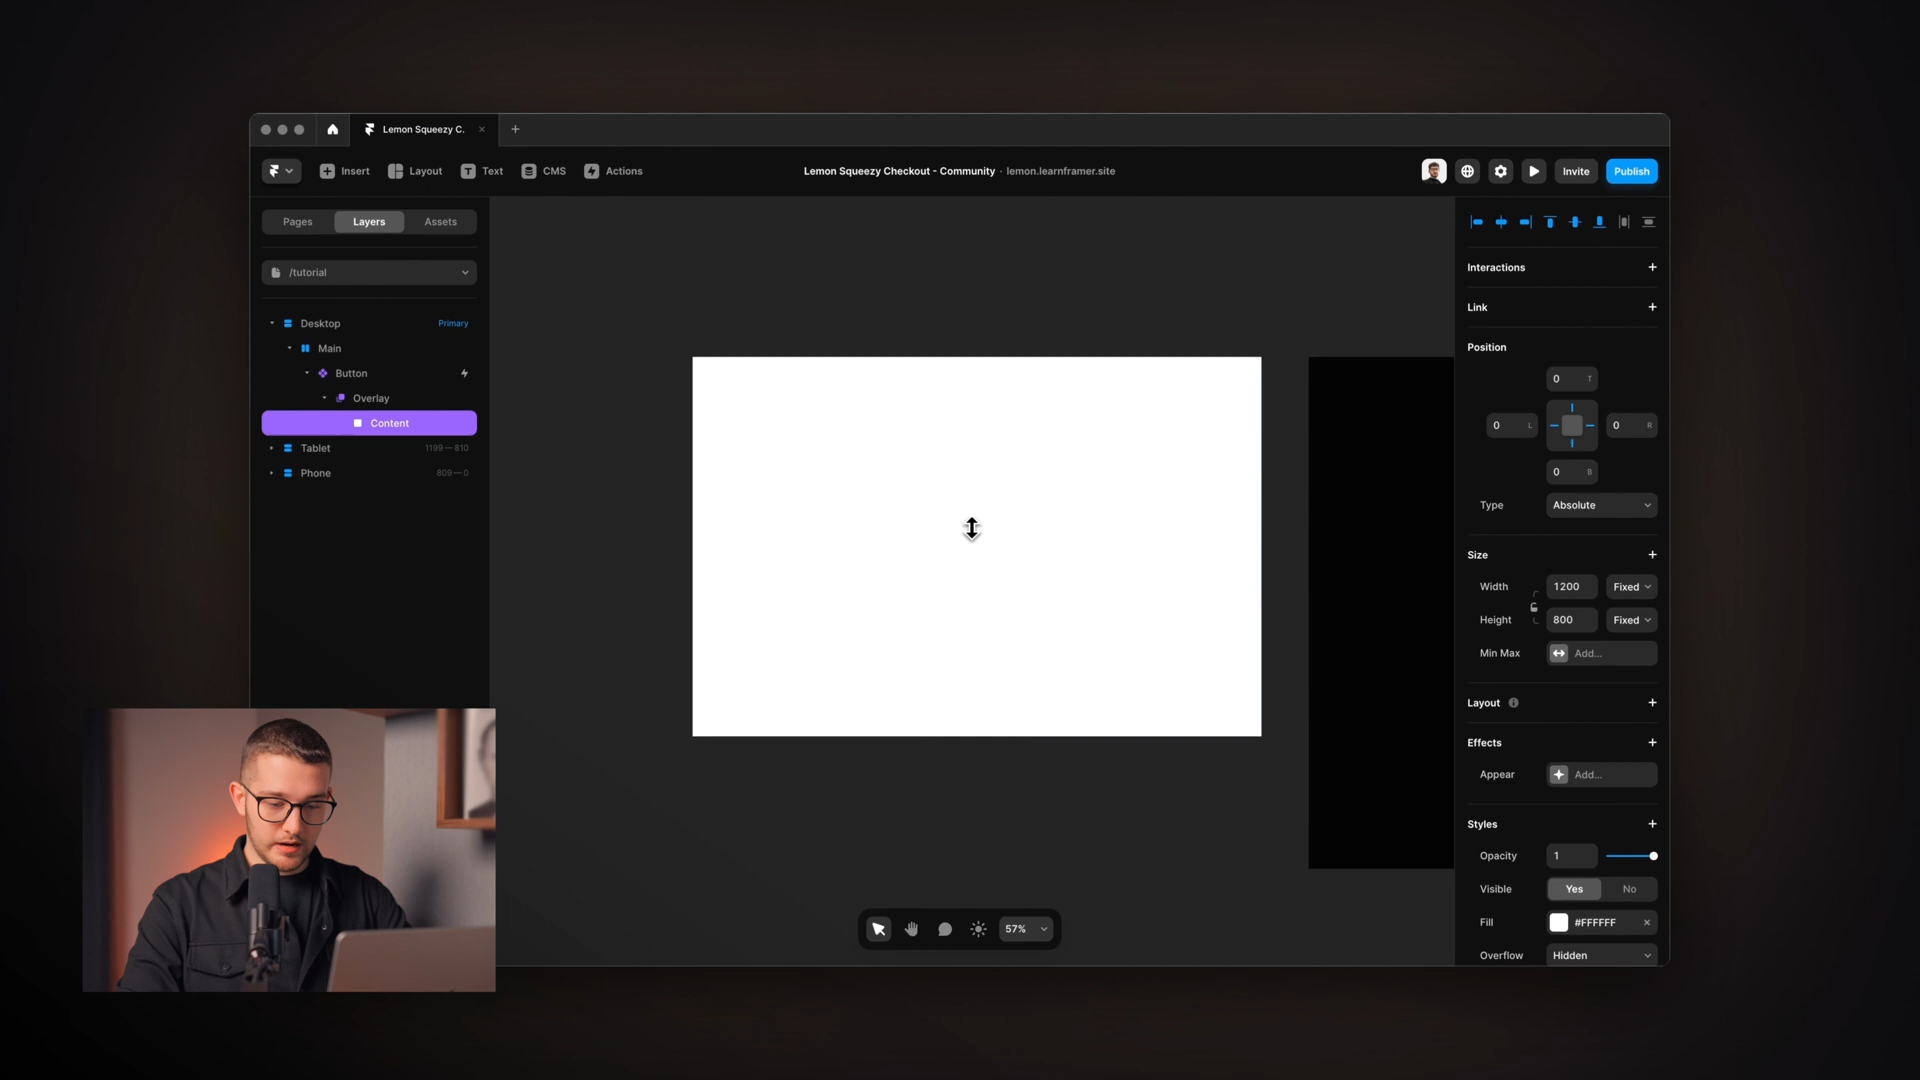 Lemon Squeezy C.
Insert
Layout
Text
CMS
Actions
Lemon Squeezy Checkout - Community · lemon.learnframer.site
Invite
Publish
Pages
Layers
Assets
/tutorial
Desktop
Primary
Main
Button
Overlay
Content
Tablet
1199—810
Phone
809—0
57%
Interactions
Link
Position
0 T
0 L
0 R
0 B
Type
Absolute
Size
Width
1200
Fixed
Height
800
Fixed
Min Max
Add...
Layout
Effects
Appear
Add...
Styles
Opacity
1
Visible
Yes
No
Fill
#FFFFFF
Overflow
Hidden